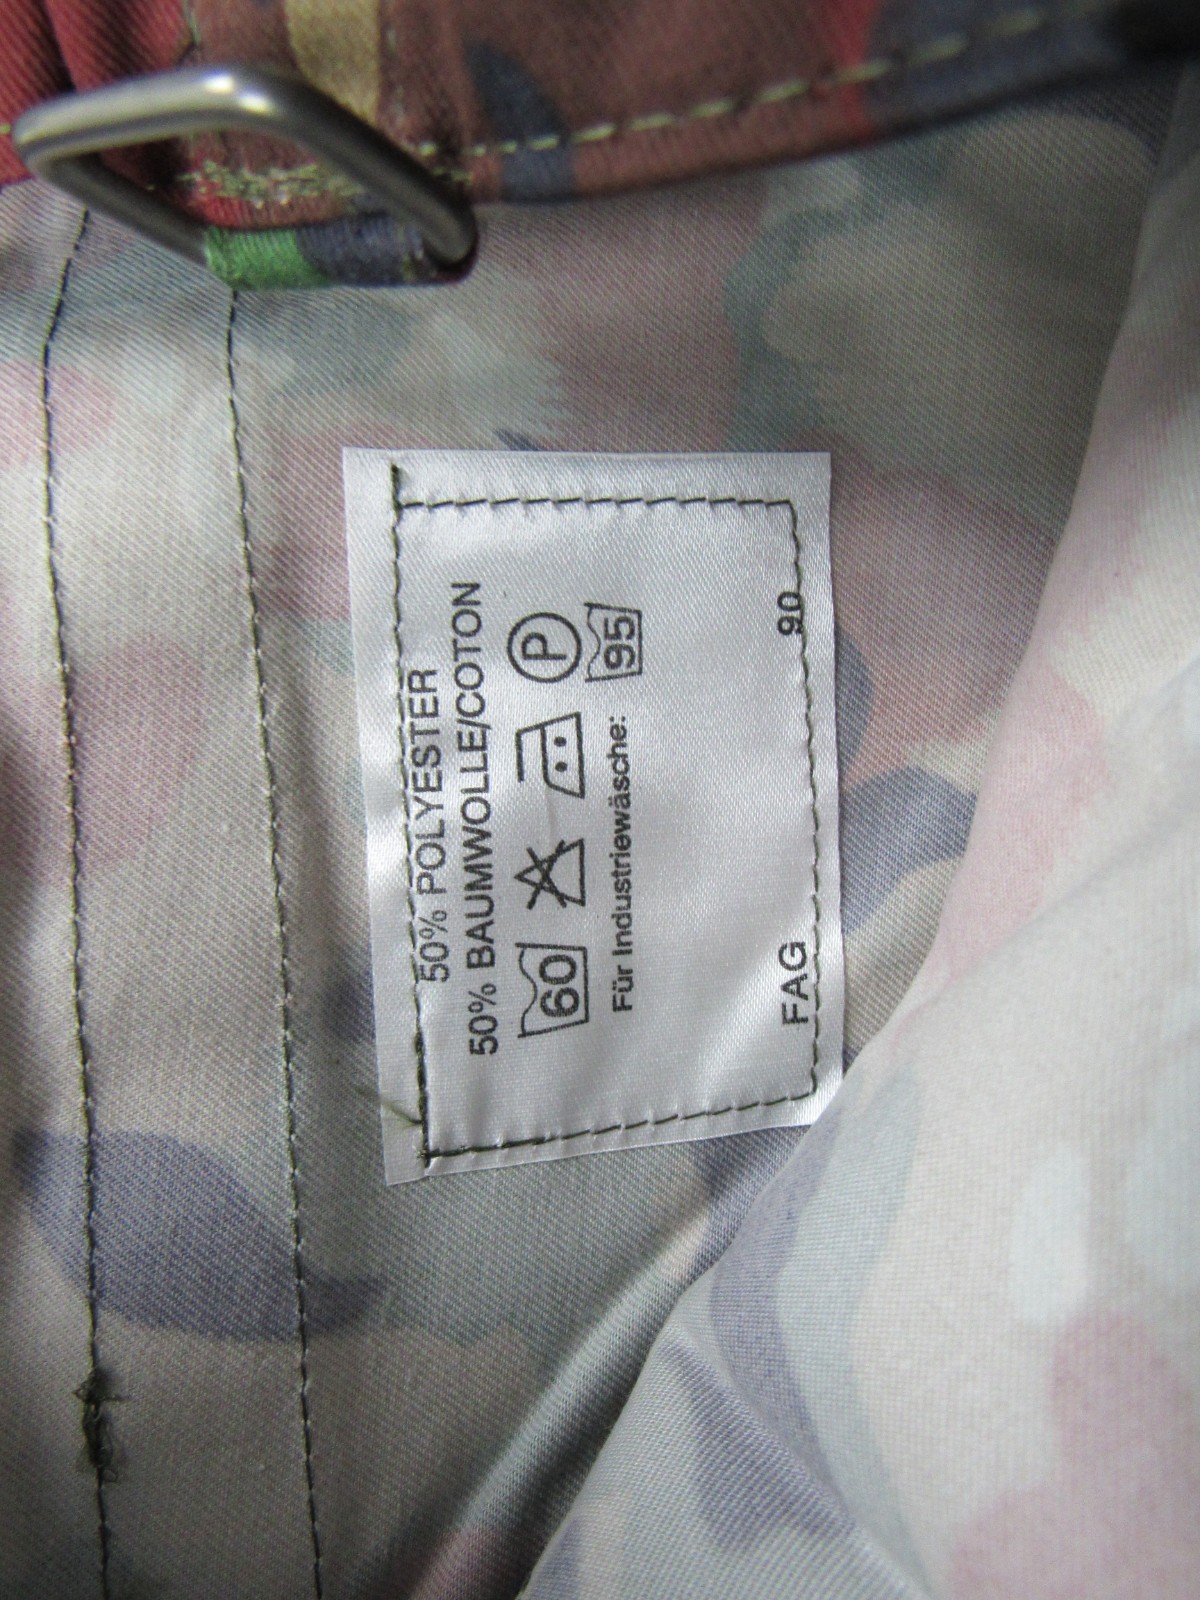 50% POLYESTER
50% BAUMWOLLE/COTON
60 P
Für Industriewäsche: 95
FAG 90